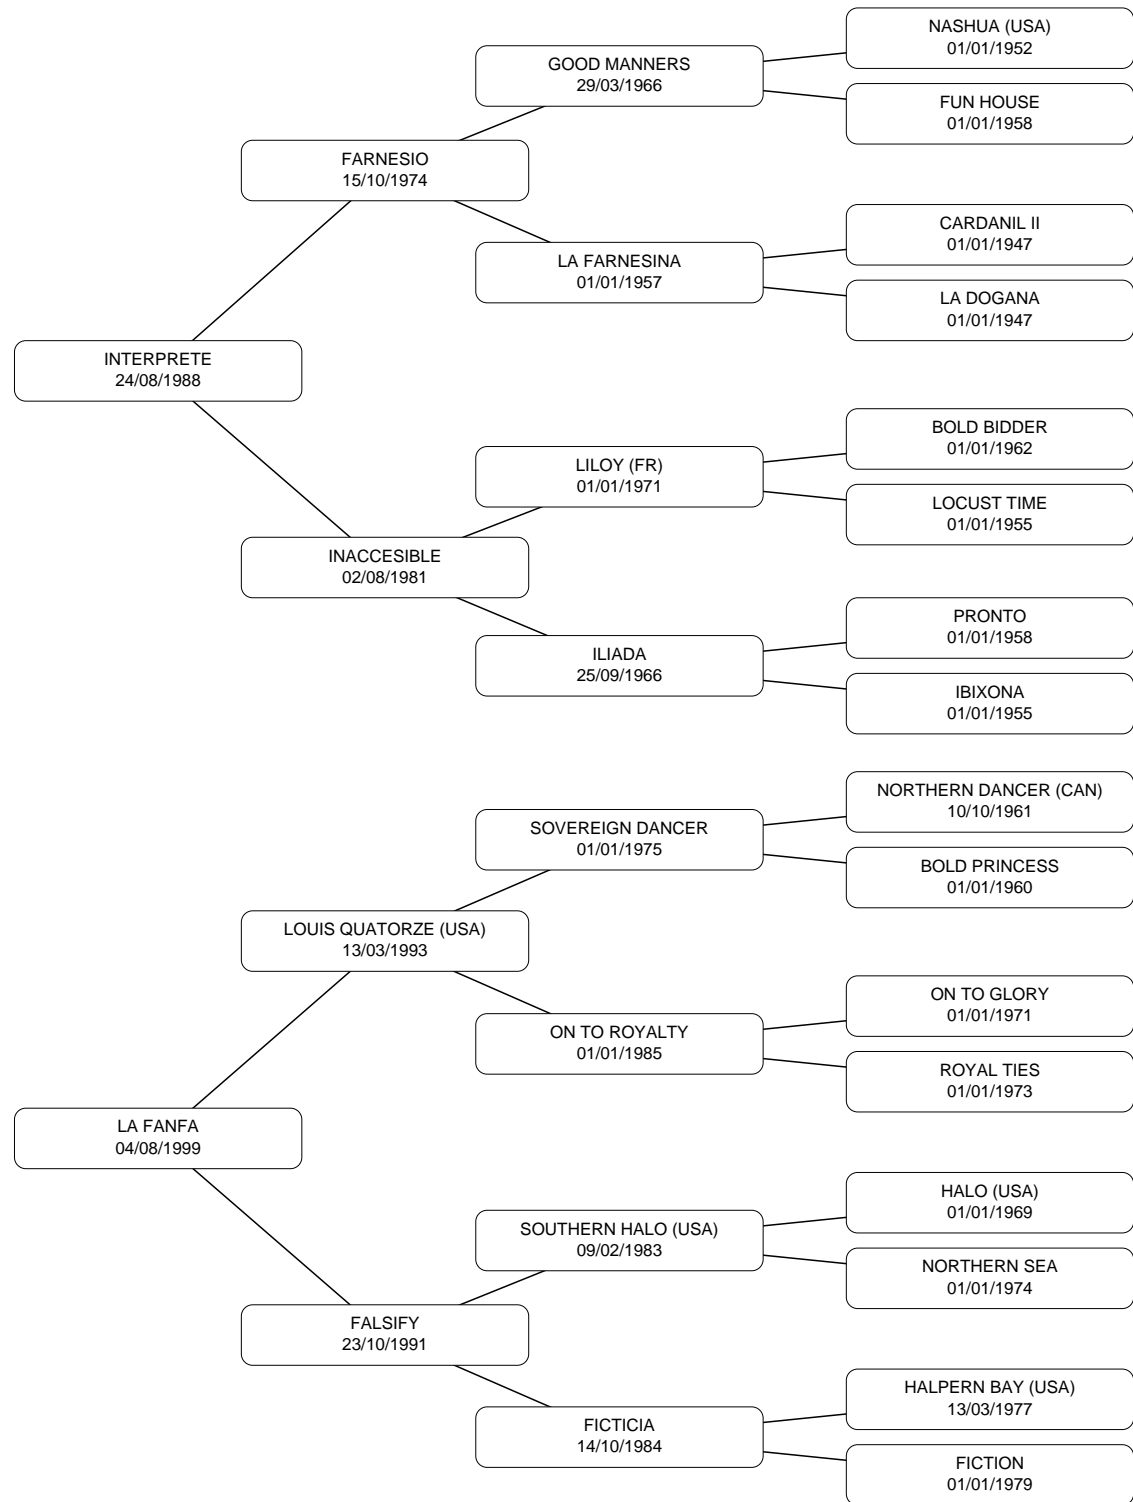 NASHUA (USA)
01/01/1952
GOOD MANNERS
29/03/1966
FUN HOUSE
01/01/1958
FARNESIO
15/10/1974
CARDANIL II
01/01/1947
LA FARNESINA
01/01/1957
LA DOGANA
01/01/1947
INTERPRETE
24/08/1988
BOLD BIDDER
01/01/1962
LILOY (FR)
01/01/1971
LOCUST TIME
01/01/1955
INACCESIBLE
02/08/1981
PRONTO
01/01/1958
ILIADA
25/09/1966
IBIXONA
01/01/1955
NORTHERN DANCER (CAN)
10/10/1961
SOVEREIGN DANCER
01/01/1975
BOLD PRINCESS
01/01/1960
LOUIS QUATORZE (USA)
13/03/1993
ON TO GLORY
01/01/1971
ON TO ROYALTY
01/01/1985
ROYAL TIES
01/01/1973
LA FANFA
04/08/1999
HALO (USA)
01/01/1969
SOUTHERN HALO (USA)
09/02/1983
NORTHERN SEA
01/01/1974
FALSIFY
23/10/1991
HALPERN BAY (USA)
13/03/1977
FICTICIA
14/10/1984
FICTION
01/01/1979